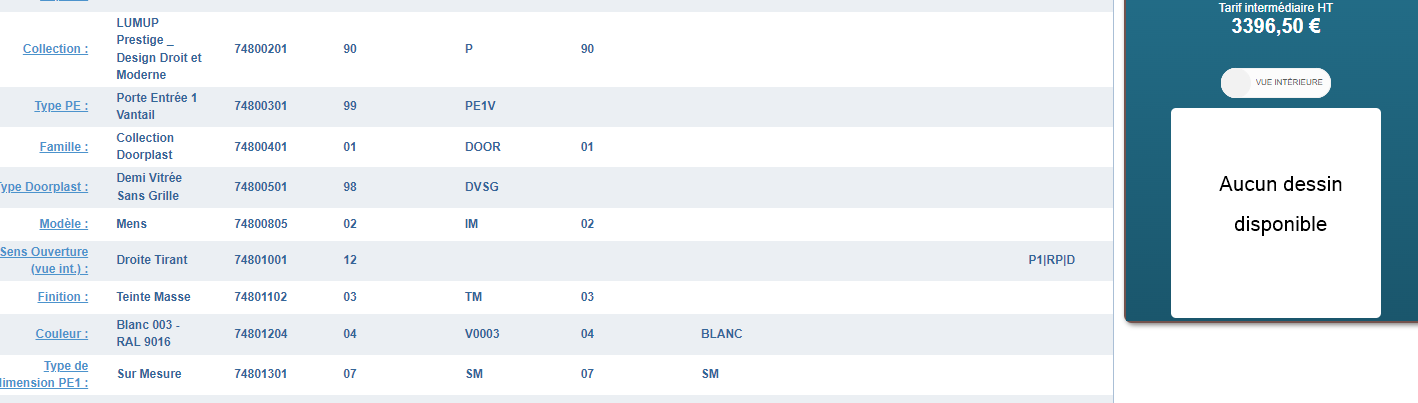 Tarif intermédiaire HT
3396,50 €
VUE INTÉRIEURE
Aucun dessin
disponible
Collection :
LUMUP
Prestige _
Design Droit et
Moderne
74800201 90 P 90
Type PE :
Porte Entrée 1
Vantail
74800301 99 PE1V
Famille :
Collection
Doorplast
74800401 01 DOOR 01
ype Doorplast :
Demi Vitrée
Sans Grille
74800501 98 DVSG
Modèle : Mens 74800805 02 IM 02
Sens Ouverture
(vue int.) :
Droite Tirant 74801001 12 P1|RP|D
Finition : Teinte Masse 74801102 03 TM 03
Couleur :
Blanc 003 -
RAL 9016
74801204 04 V0003 04 BLANC
Type de
dimension PE1 :
Sur Mesure 74801301 07 SM 07 SM